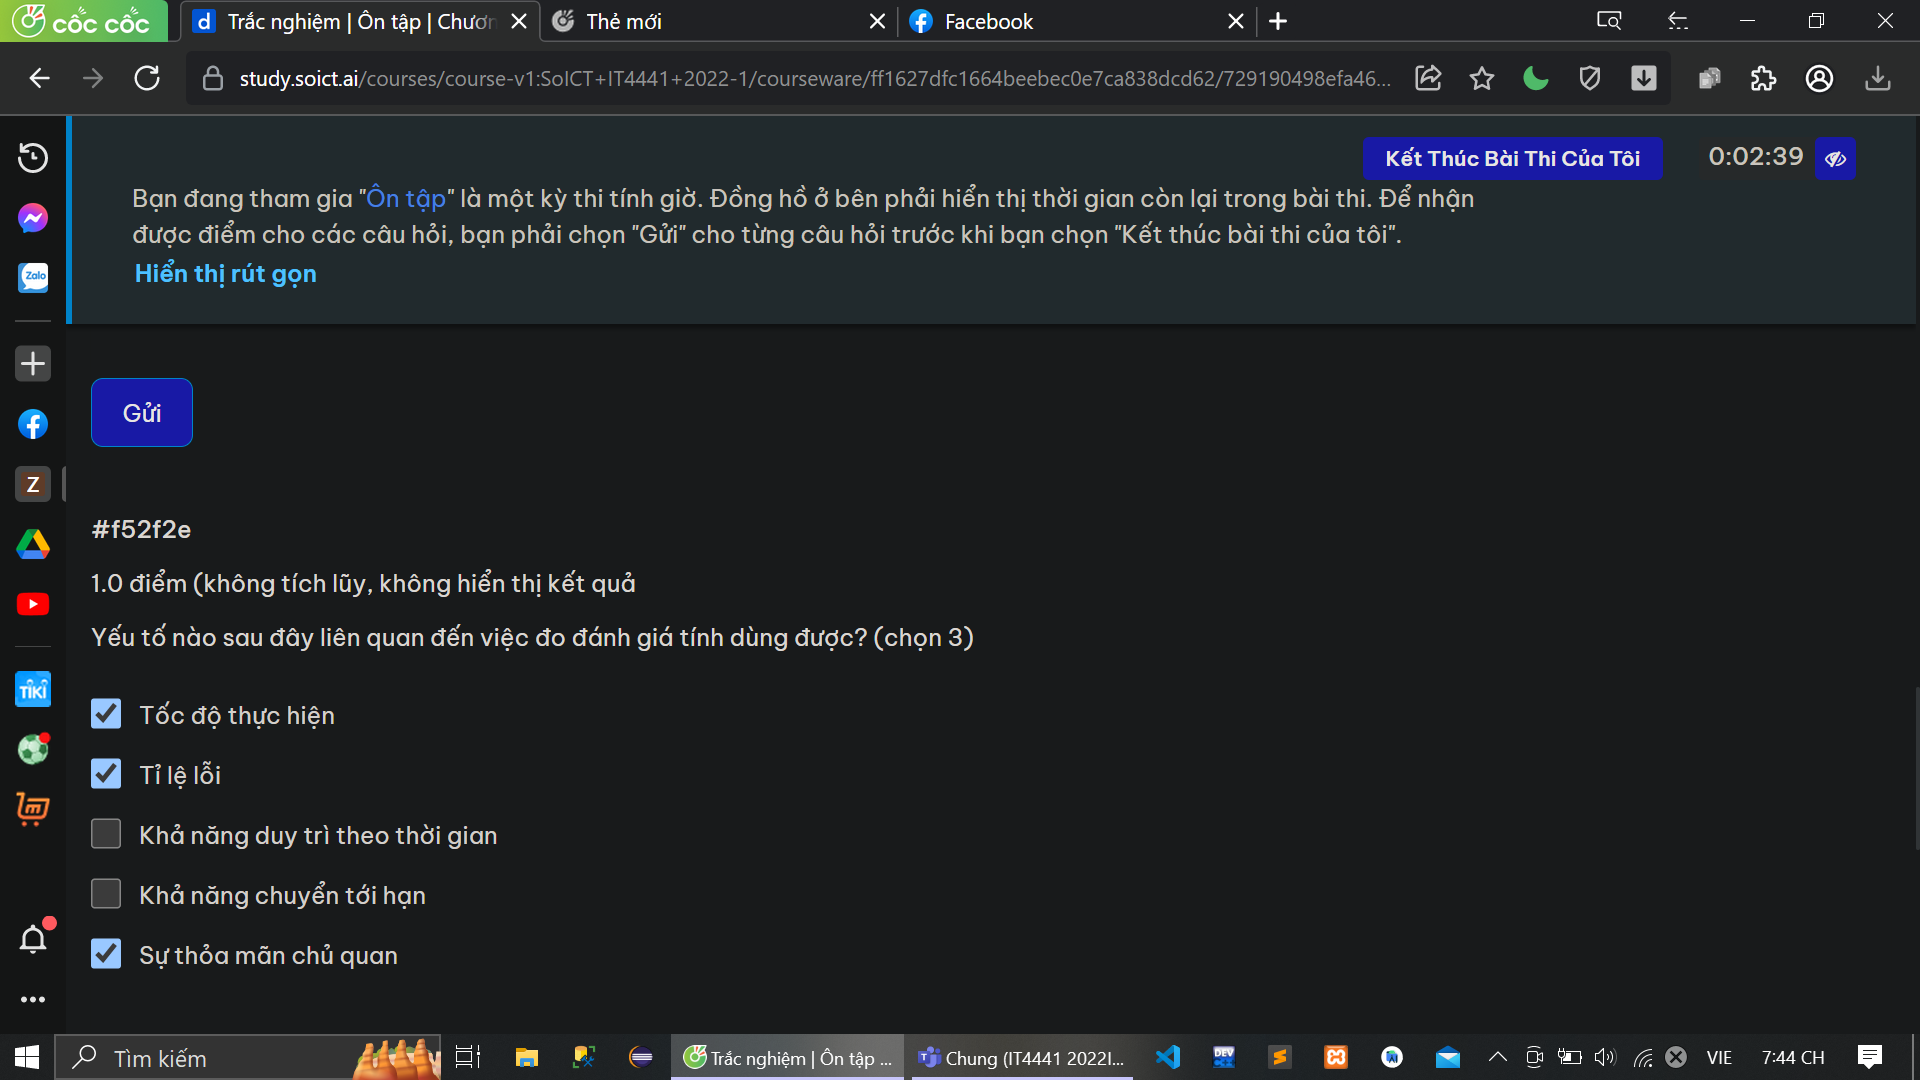 cốc cốc
Trắc nghiệm | Ôn tập | Chươn
Thẻ mới
Facebook
study.soict.ai/courses/course-v1:SoICT+IT4441+2022-1/courseware/ff1627dfc1664beebec0e7ca838dcd62/729190498efa46...
Kết Thúc Bài Thi Của Tôi
0:02:39
Bạn đang tham gia "Ôn tập" là một kỳ thi tính giờ. Đồng hồ ở bên phải hiển thị thời gian còn lại trong bài thi. Để nhận
được điểm cho các câu hỏi, bạn phải chọn "Gửi" cho từng câu hỏi trước khi bạn chọn "Kết thúc bài thi của tôi".
Hiển thị rút gọn
Zalo
Gửi
Z
#f52f2e
1.0 điểm (không tích lũy, không hiển thị kết quả
Yếu tố nào sau đây liên quan đến việc đo đánh giá tính dùng được? (chọn 3)
TIKI
Tốc độ thực hiện
Tỉ lệ lỗi
Khả năng duy trì theo thời gian
Khả năng chuyển tới hạn
Sự thỏa mãn chủ quan
Tìm kiếm
Trắc nghiệm | Ôn tập ...
Chung (IT4441 2022I...
DEV
VIE
7:44 CH